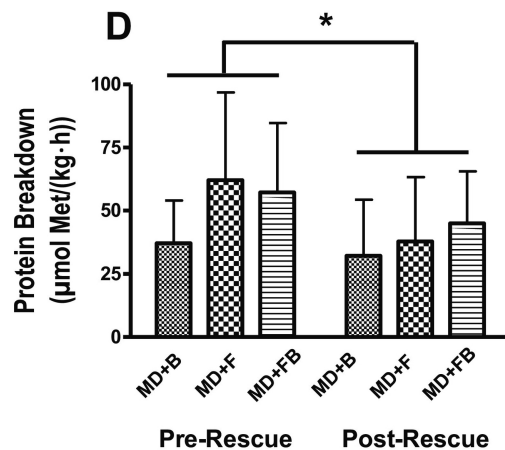 D
*
Protein Breakdown
(µmol Met/(kg·h))
100
75
50
25
0
MD+B
MD+F
MD+FB
MD+B
MD+F
MD+FB
Pre-Rescue
Post-Rescue